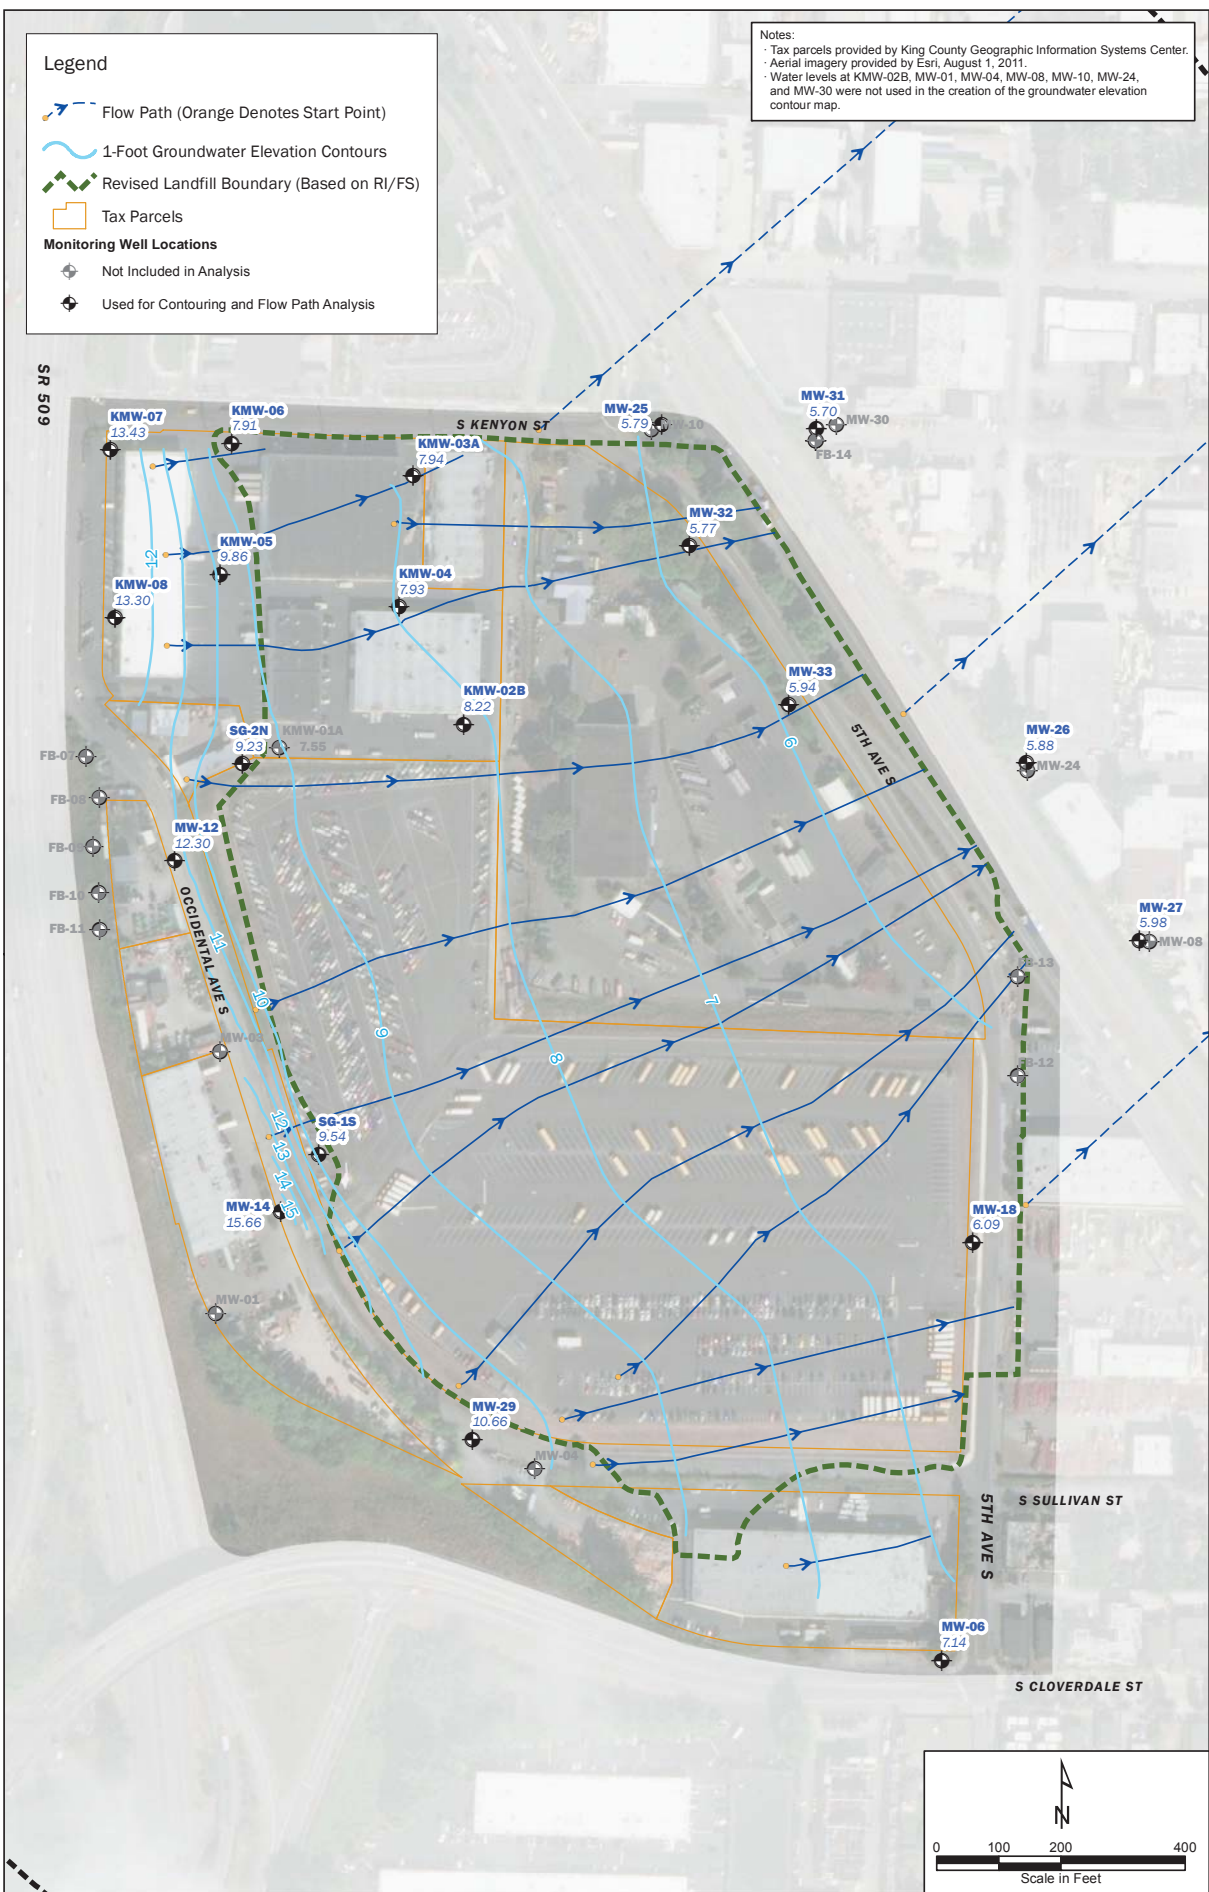 Legend
Flow Path (Orange Denotes Start Point)
1-Foot Groundwater Elevation Contours
Revised Landfill Boundary (Based on RI/FS)
Tax Parcels
Monitoring Well Locations
Not Included in Analysis
Used for Contouring and Flow Path Analysis
Notes:
· Tax parcels provided by King County Geographic Information Systems Center.
· Aerial imagery provided by Esri, August 1, 2011.
· Water levels at KMW-02B, MW-01, MW-04, MW-08, MW-10, MW-24,
and MW-30 were not used in the creation of the groundwater elevation
contour map.
SR 509
KMW-07
13.43
KMW-06
7.91
S KENYON ST
MW-25
5.79
MW-10
MW-31
5.70
MW-30
FB-14
KMW-03A
7.94
MW-32
5.77
KMW-05
9.86
12
KMW-08
13.30
KMW-04
7.93
KMW-02B
8.22
MW-33
5.94
6
5TH AVE S
MW-26
5.88
MW-24
SG-2N
9.23
KMW-01A
7.55
FB-07
FB-08
MW-12
12.30
FB-09
FB-10
FB-11
OCCIDENTAL AVE S
11
10
9
8
7
MW-27
5.98
MW-08
FB-13
FB-12
MW-03
12
13
14
15
SG-1S
9.54
MW-14
15.66
MW-18
6.09
MW-01
MW-29
10.66
MW-04
S SULLIVAN ST
5TH AVE S
MW-06
7.14
S CLOVERDALE ST
N
0 100 200 400
Scale in Feet